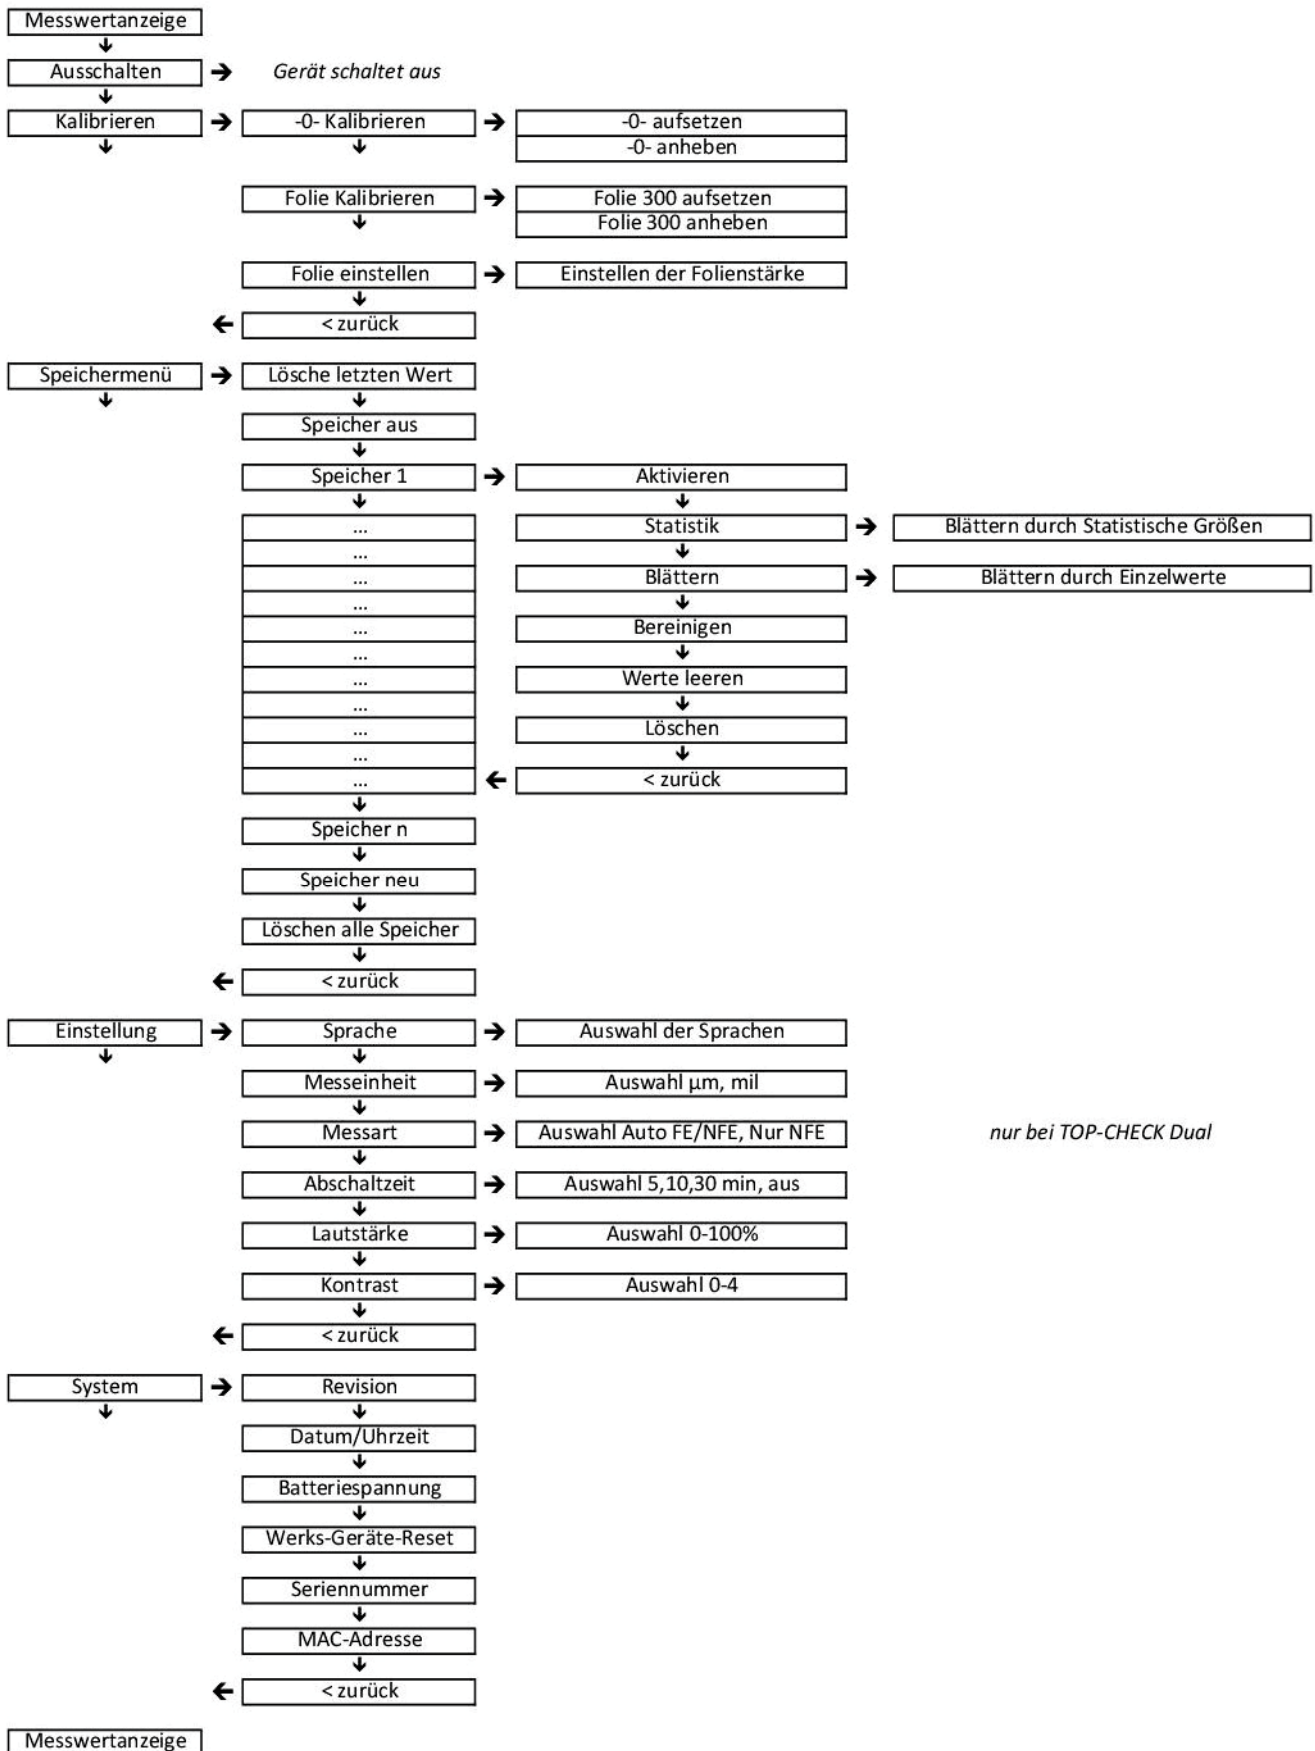 Messwertanzeige
Ausschalten
Gerät schaltet aus
Kalibrieren
-0- Kalibrieren
-0- aufsetzen
-0- anheben
Folie Kalibrieren
Folie 300 aufsetzen
Folie 300 anheben
Folie einstellen
Einstellen der Folienstärke
< zurück
Speichermenü
Lösche letzten Wert
Speicher aus
Speicher 1
Aktivieren
...
Statistik
Blättern durch Statistische Größen
...
...
Blättern
Blättern durch Einzelwerte
...
...
Bereinigen
...
...
Werte leeren
...
...
Löschen
...
...
< zurück
Speicher n
Speicher neu
Löschen alle Speicher
< zurück
Einstellung
Sprache
Auswahl der Sprachen
Messeinheit
Auswahl µm, mil
Messart
Auswahl Auto FE/NFE, Nur NFE
nur bei TOP-CHECK Dual
Abschaltzeit
Auswahl 5,10,30 min, aus
Lautstärke
Auswahl 0-100%
Kontrast
Auswahl 0-4
< zurück
System
Revision
Datum/Uhrzeit
Batteriespannung
Werks-Geräte-Reset
Seriennummer
MAC-Adresse
< zurück
Messwertanzeige